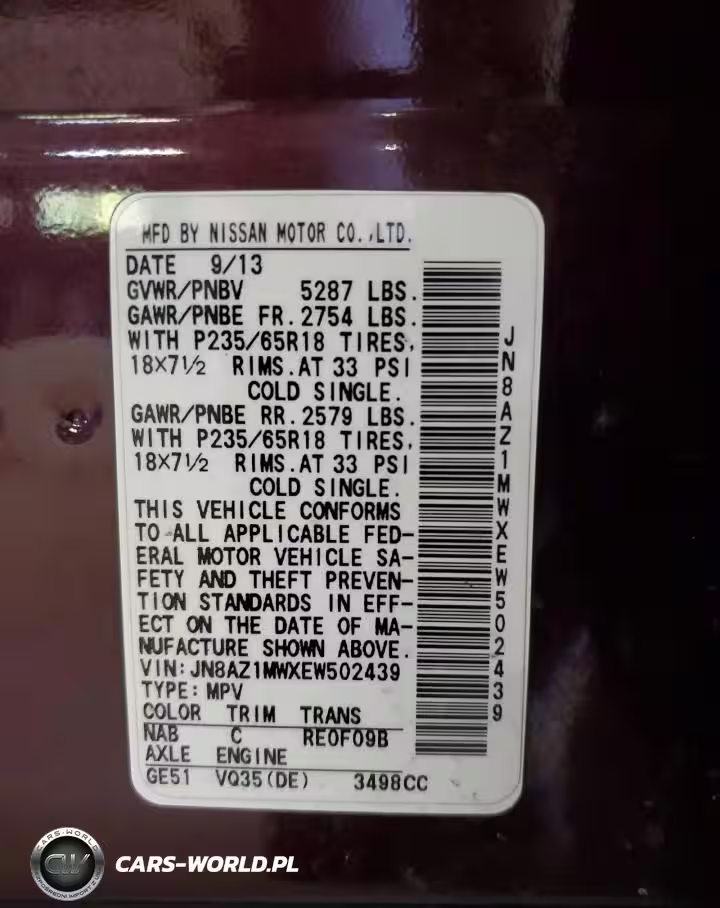 MFD BY NISSAN MOTOR CO.,LTD.
DATE 9/13
GVWR/PNBV 5287 LBS.
GAWR/PNBE FR. 2754 LBS.
WITH P235/65R18 TIRES,
18×7½ RIMS. AT 33 PSI
COLD SINGLE.
GAWR/PNBE RR. 2579 LBS.
WITH P235/65R18 TIRES,
18×7½ RIMS. AT 33 PSI
COLD SINGLE.
THIS VEHICLE CONFORMS
TO ALL APPLICABLE FED-
ERAL MOTOR VEHICLE SA-
FETY AND THEFT PREVEN-
TION STANDARDS IN EFF-
ECT ON THE DATE OF MA-
NUFACTURE SHOWN ABOVE.
VIN: JN8AZ1MWXEW502439
TYPE: MPV
COLOR TRIM TRANS
NAB C RE0F09B
AXLE ENGINE
GE51 VQ35(DE) 3498CC
JN8AZ1MWXEW502439
CARS-WORLD
CW
CARS-WORLD.PL